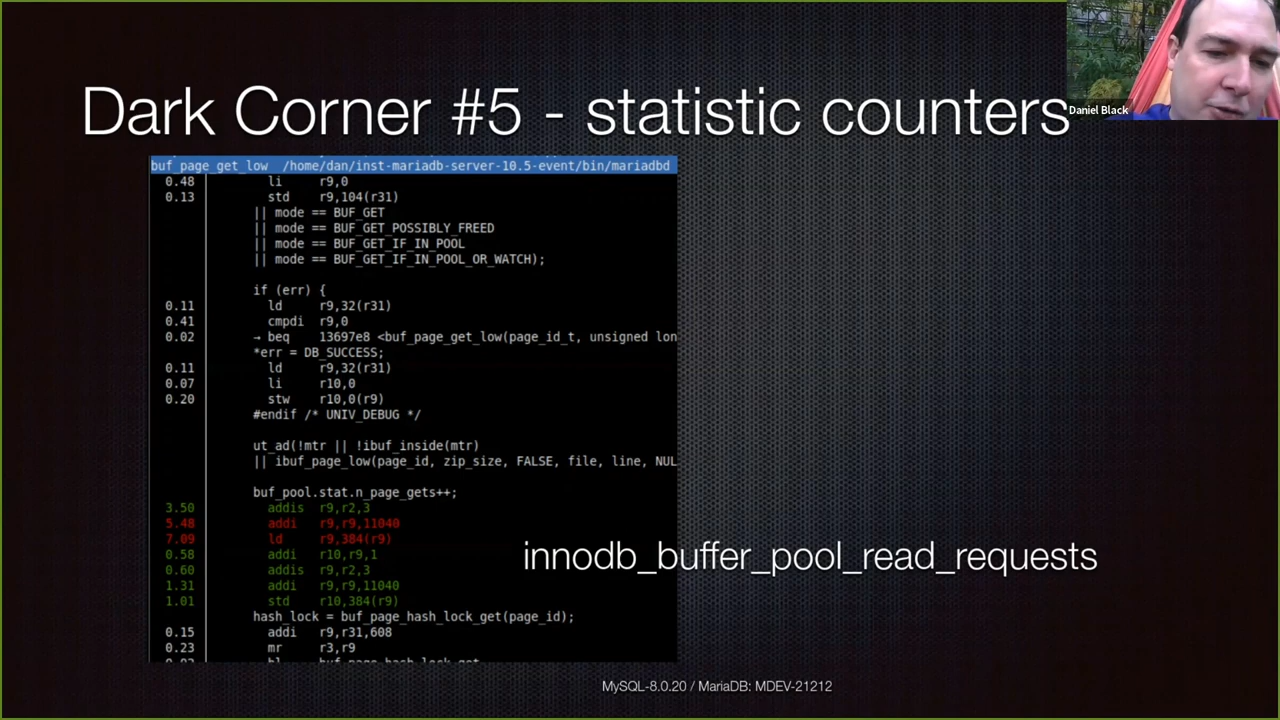 Daniel Black
Dark Corner #5 - statistic counters
buf_page_get_low /home/dan/inst-mariadb-server-10.5-event/bin/mariadbd
0.48 li r9,0
0.13 std r9,104(r31)
|| mode == BUF_GET
|| mode == BUF_GET_POSSIBLY_FREED
|| mode == BUF_GET_IF_IN_POOL
|| mode == BUF_GET_IF_IN_POOL_OR_WATCH);
if (err) {
0.11 ld r9,32(r31)
0.41 cmpdi r9,0
0.02 → beq 13697e8 <buf_page_get_low(page_id_t, unsigned lon
*err = DB_SUCCESS;
0.11 ld r9,32(r31)
0.07 li r10,0
0.20 stw r10,0(r9)
#endif /* UNIV_DEBUG */
ut_ad(!mtr || !ibuf_inside(mtr)
|| ibuf_page_low(page_id, zip_size, FALSE, file, line, NUL
buf_pool.stat.n_page_gets++;
3.50 addis r9,r2,3
5.48 addi r9,r9,11040
7.09 ld r9,384(r9)
0.58 addi r10,r9,1
0.60 addis r9,r2,3
1.31 addi r9,r9,11040
1.01 std r10,384(r9)
hash_lock = buf_page_hash_lock_get(page_id);
0.15 addi r9,r31,608
0.23 mr r3,r9
innodb_buffer_pool_read_requests
MySQL-8.0.20 / MariaDB: MDEV-21212